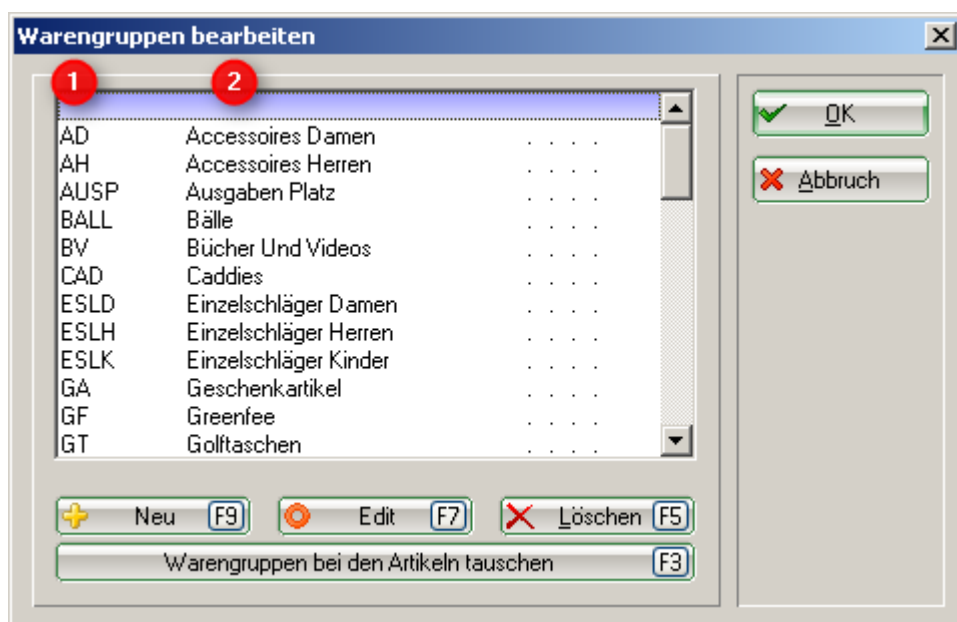 Warengruppen bearbeiten
1 2
AD Accessoires Damen . . . .
AH Accessoires Herren . . . .
AUSP Ausgaben Platz . . . .
BALL Bälle . . . .
BV Bücher Und Videos . . . .
CAD Caddies . . . .
ESLD Einzelschläger Damen . . . .
ESLH Einzelschläger Herren . . . .
ESLK Einzelschläger Kinder . . . .
GA Geschenkartikel . . . .
GF Greenfee . . . .
GT Golftaschen . . . .
OK
Abbruch
Neu F9 Edit F7 Löschen F5
Warengruppen bei den Artikeln tauschen F3